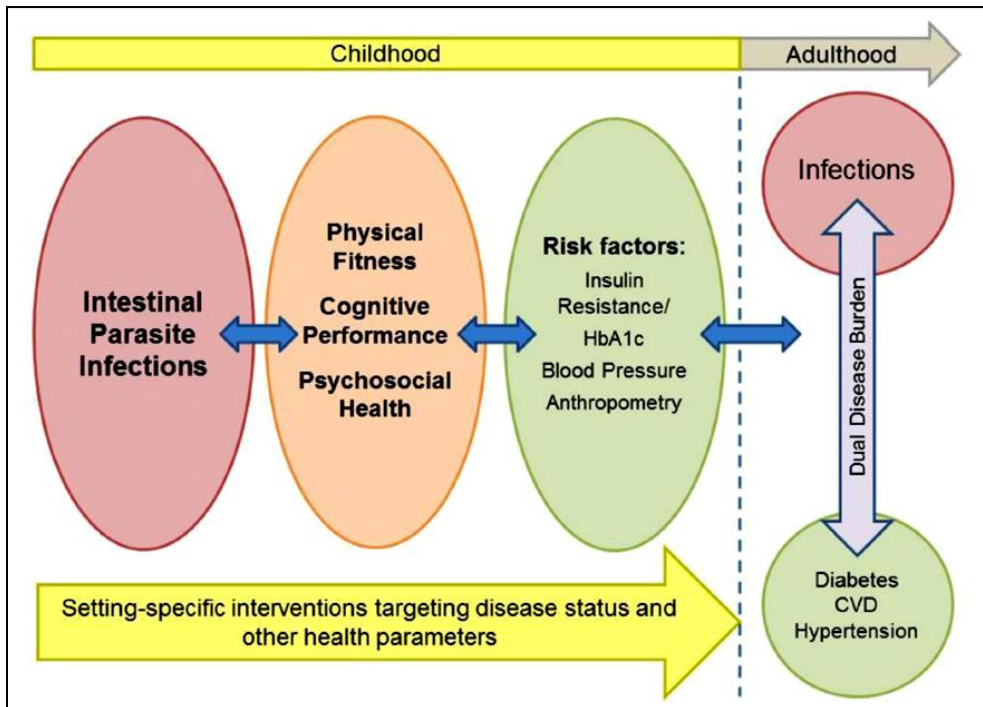 Childhood
Adulthood
Intestinal
Parasite
Infections
Physical
Fitness
Cognitive
Performance
Psychosocial
Health
Risk factors:
Insulin
Resistance/
HbA1c
Blood Pressure
Anthropometry
Infections
Dual Disease Burden
Diabetes
CVD
Hypertension
Setting-specific interventions targeting disease status and
other health parameters